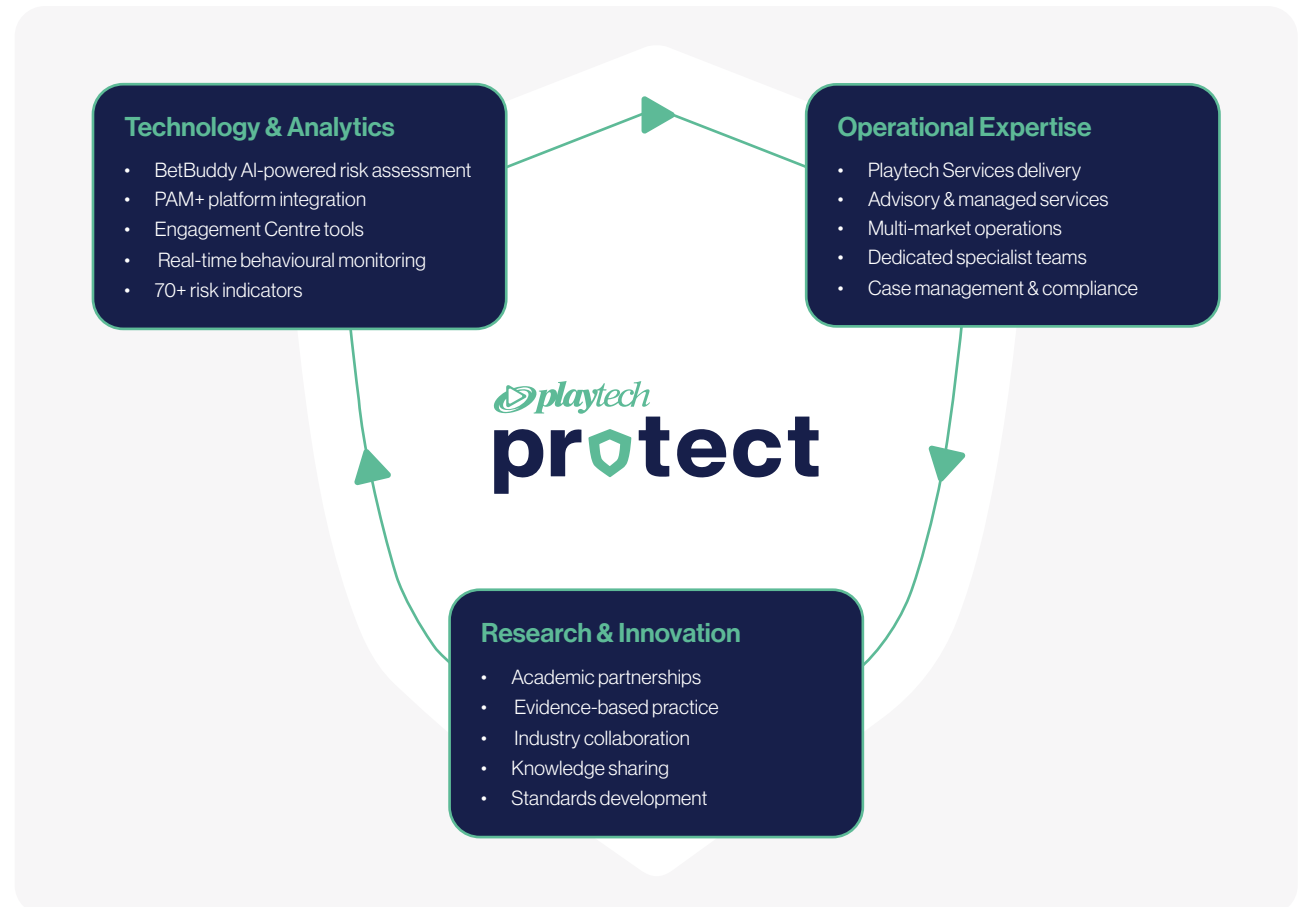 Technology & Analytics
• BetBuddy AI-powered risk assessment
• PAM+ platform integration
• Engagement Centre tools
• Real-time behavioural monitoring
• 70+ risk indicators
Operational Expertise
• Playtech Services delivery
• Advisory & managed services
• Multi-market operations
• Dedicated specialist teams
• Case management & compliance
playtech
protect
Research & Innovation
• Academic partnerships
• Evidence-based practice
• Industry collaboration
• Knowledge sharing
• Standards development